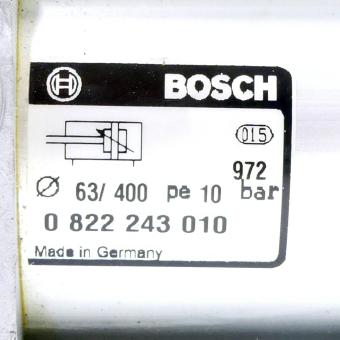 BOSCH
015
972
⌀ 63/ 400 pe 10 bar
0 822 243 010
Made in Germany